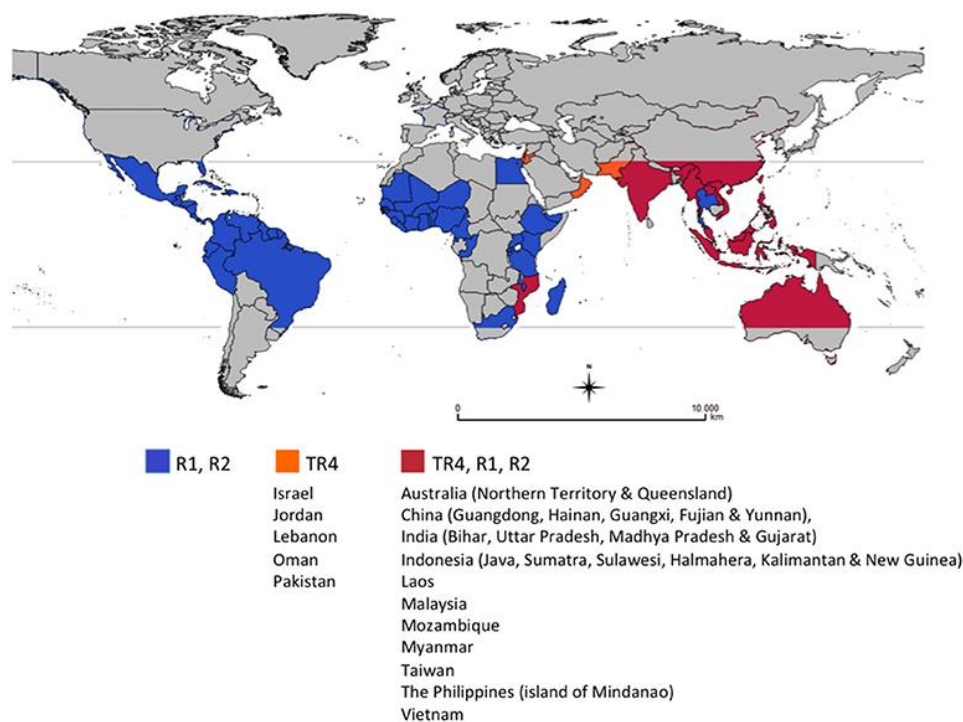 N
0
10 000
km
R1, R2
TR4
TR4, R1, R2
Israel
Australia (Northern Territory & Queensland)
Jordan
China (Guangdong, Hainan, Guangxi, Fujian & Yunnan),
Lebanon
India (Bihar, Uttar Pradesh, Madhya Pradesh & Gujarat)
Oman
Indonesia (Java, Sumatra, Sulawesi, Halmahera, Kalimantan & New Guinea)
Pakistan
Laos
Malaysia
Mozambique
Myanmar
Taiwan
The Philippines (island of Mindanao)
Vietnam